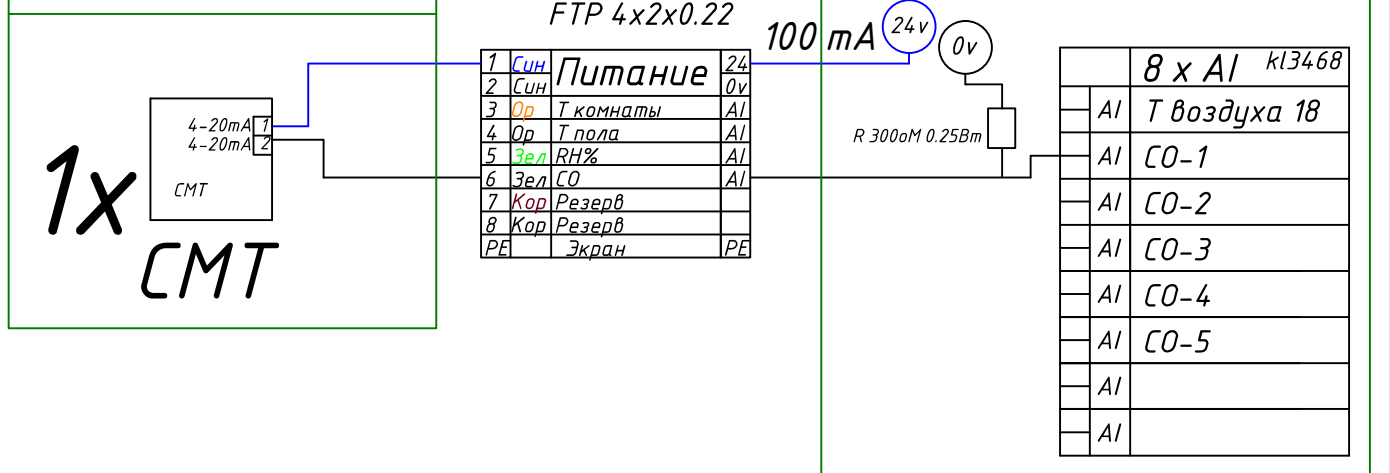 FTP 4x2x0.22
100 mA
24v
0v
1 Син Питание 24
2 Син 0v
3 Ор Т комнаты AI
4 Ор Т пола AI
5 Зел RH% AI
6 Зел CO AI
7 Кор Резерв
8 Кор Резерв
PE Экран PE
4-20mA 1
4-20mA 2
СМТ
1x
СМТ
R 300оМ 0.25Вт
8 x AI kl3468
AI Т воздуха 18
AI CO-1
AI CO-2
AI CO-3
AI CO-4
AI CO-5
AI
AI